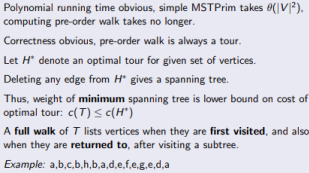 Polynomial running time obvious, simple MSTPrim takes θ(|V|²),
computing pre-order walk takes no longer.
Correctness obvious, pre-order walk is always a tour.
Let H* denote an optimal tour for given set of vertices.
Deleting any edge from H* gives a spanning tree.
Thus, weight of minimum spanning tree is lower bound on cost of
optimal tour: c(T) ≤ c(H*)
A full walk of T lists vertices when they are first visited, and also
when they are returned to, after visiting a subtree.
Example: a,b,c,b,h,b,a,d,e,f,e,g,e,d,a